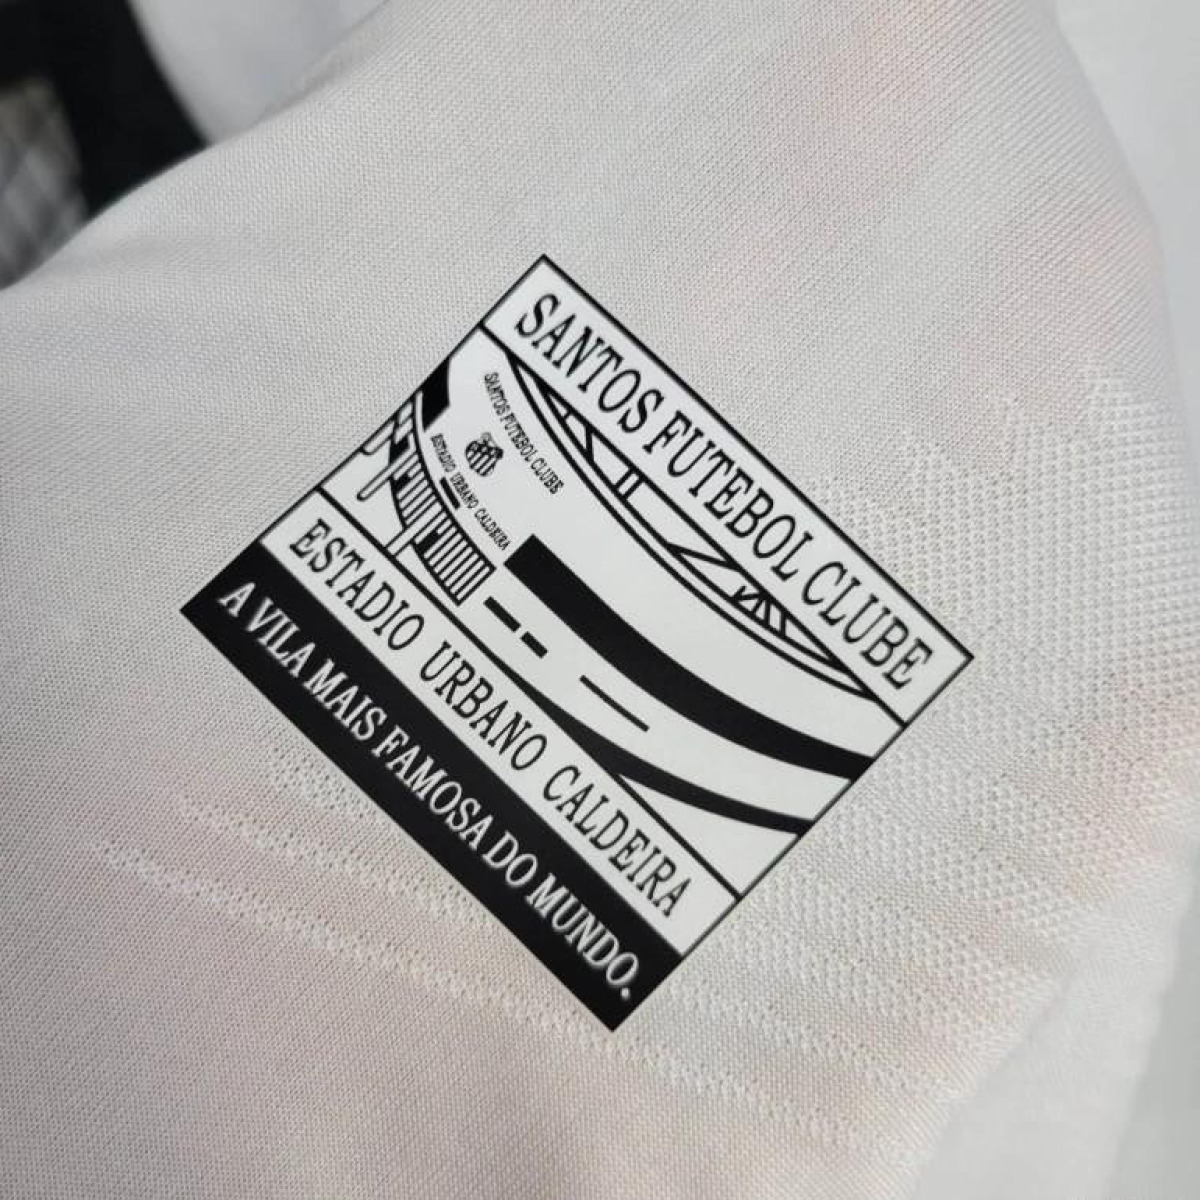 SANTOS FUTEBOL CLUBE
SANTOS FUTEBOL CLUBE
ESTADIO URBANO CALDEIRA
ESTADIO URBANO CALDEIRA
A VILA MAIS FAMOSA DO MUNDO.